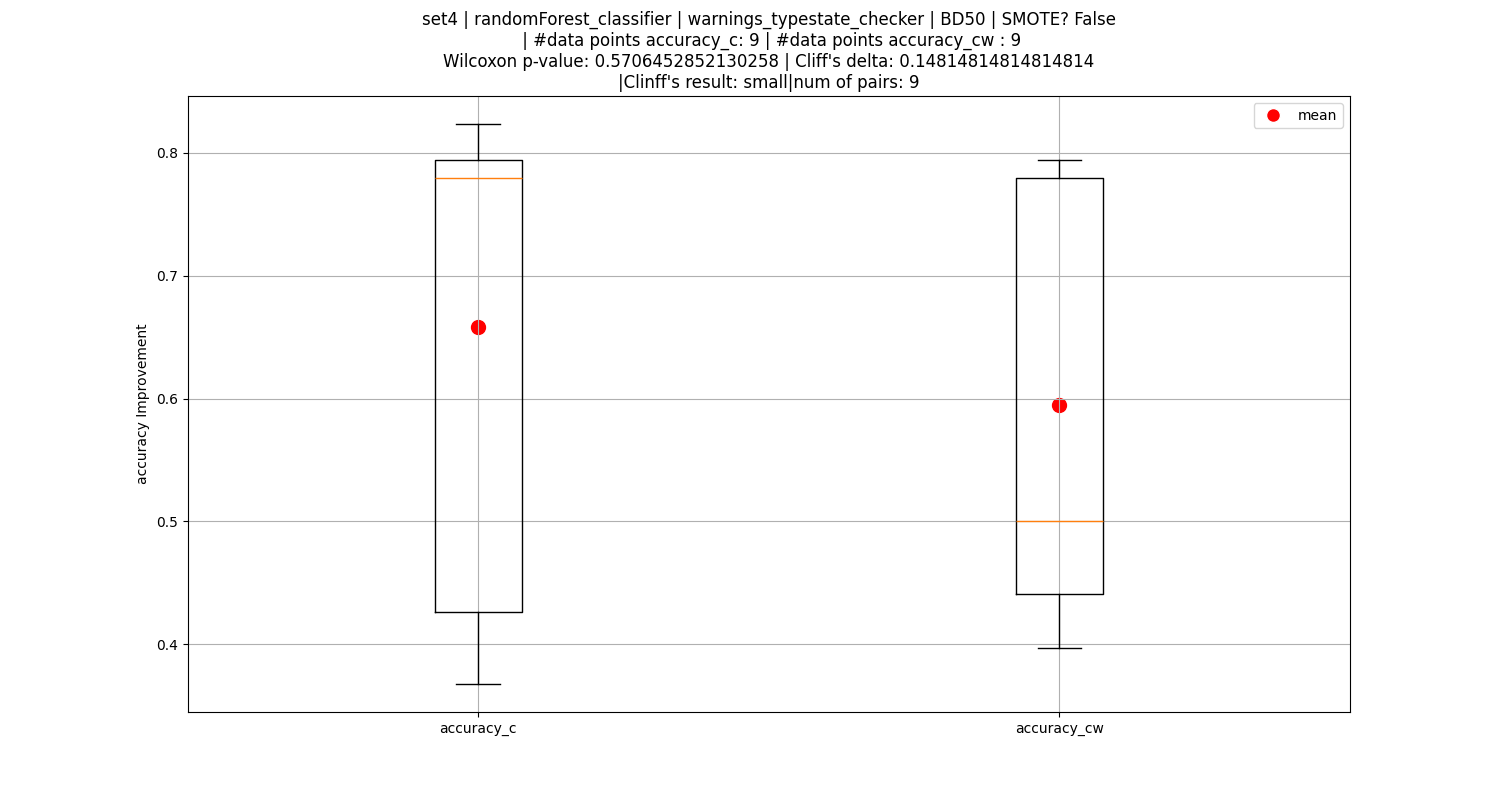 set4 | randomForest_classifier | warnings_typestate_checker | BD50 | SMOTE? False
| #data points accuracy_c: 9 | #data points accuracy_cw : 9
Wilcoxon p-value: 0.5706452852130258 | Cliff's delta: 0.14814814814814814
|Clinff's result: small|num of pairs: 9
mean
0.8
0.7
0.6
0.5
0.4
accuracy Improvement
accuracy_c
accuracy_cw